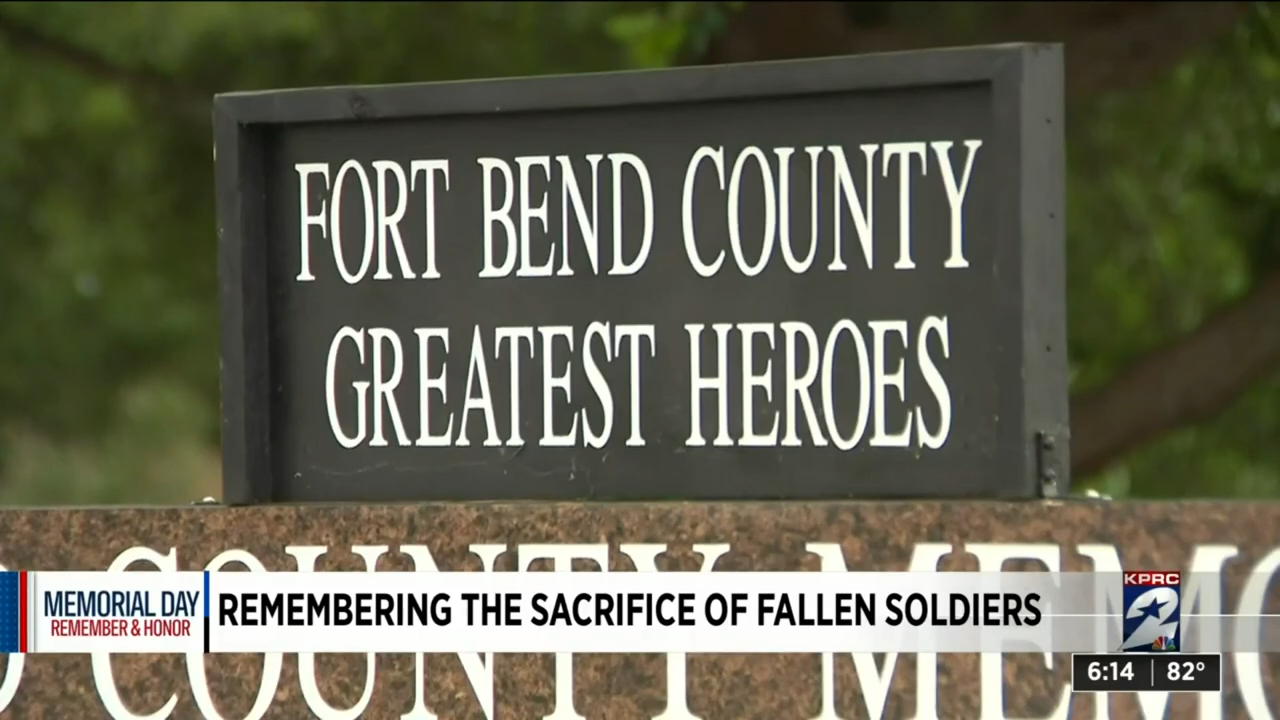 FORT BEND COUNTY
GREATEST HEROES
COUNTY
MEMORIAL DAY
REMEMBER & HONOR
REMEMBERING THE SACRIFICE OF FALLEN SOLDIERS
KPRC
2
6:14
82°